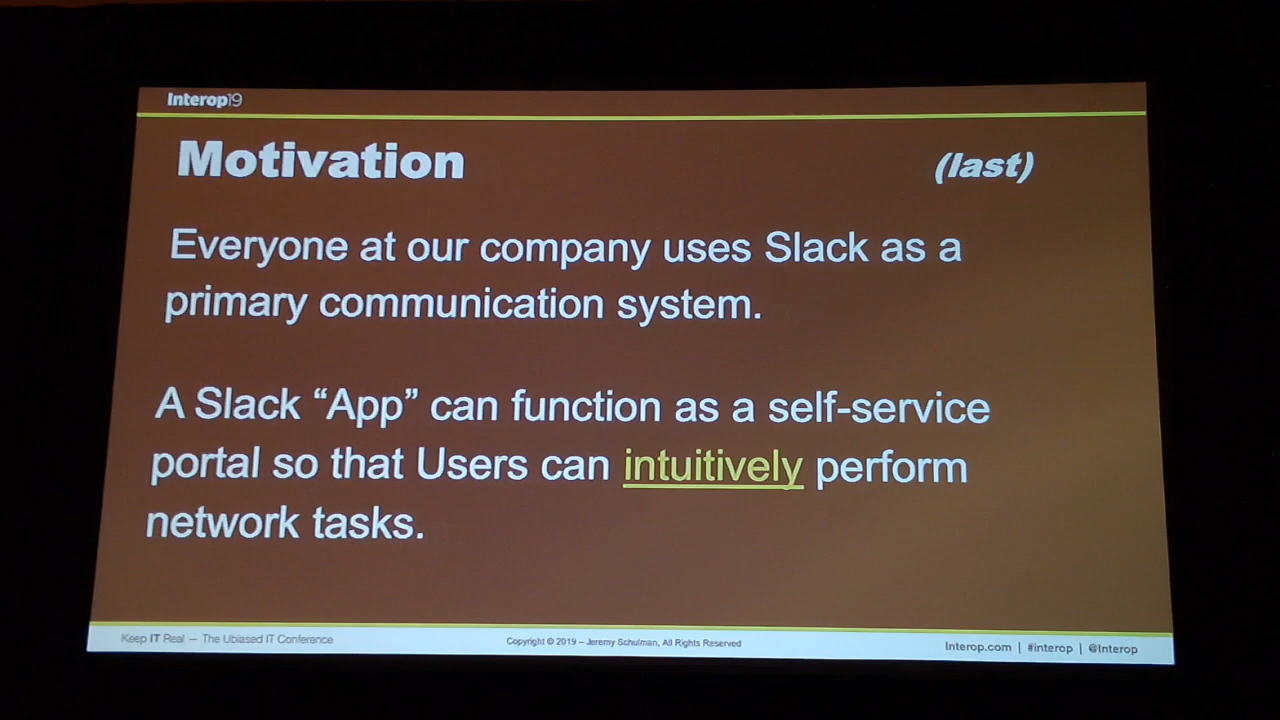 Interop19
Motivation (last)
Everyone at our company uses Slack as a
primary communication system.
A Slack “App” can function as a self-service
portal so that Users can intuitively perform
network tasks.
Keep IT Real — The Ubiased IT Conference
Copyright © 2019 – Jeremy Schulman, All Rights Reserved
Interop.com | #interop | @Interop